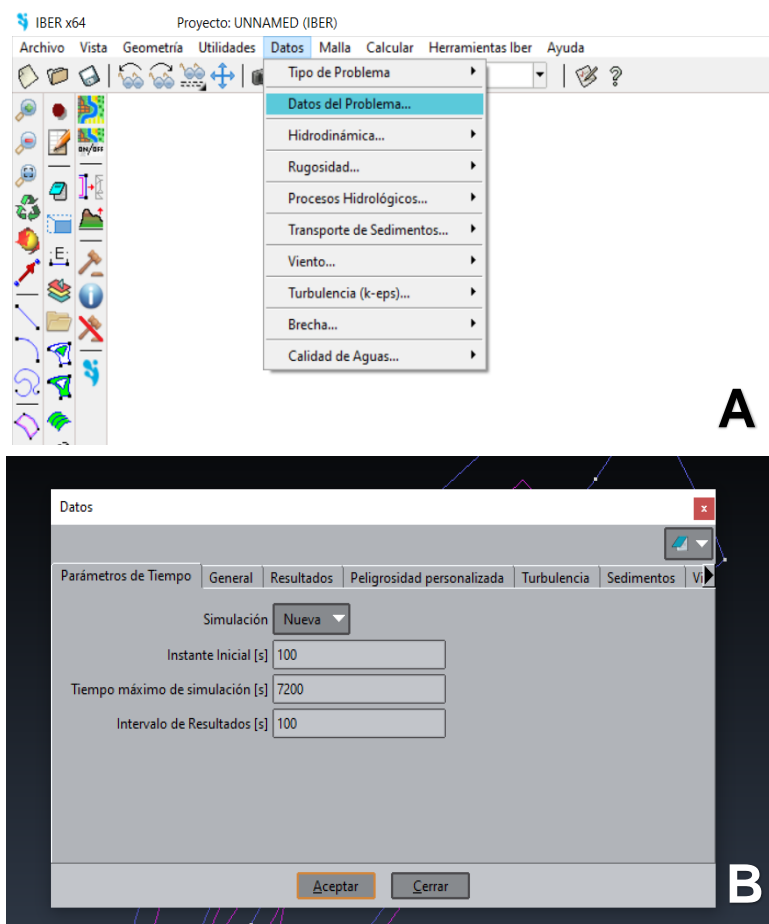 IBER x64 Proyecto: UNNAMED (IBER)
Archivo Vista Geometría Utilidades Datos Malla Calcular Herramientas Iber Ayuda
Tipo de Problema
Datos del Problema...
Hidrodinámica...
Rugosidad...
Procesos Hidrológicos...
Transporte de Sedimentos...
Viento...
Turbulencia (k-eps)...
Brecha...
Calidad de Aguas...
ON/OFF
E
A
Datos
x
Parámetros de Tiempo General Resultados Peligrosidad personalizada Turbulencia Sedimentos
Simulación Nueva
Instante Inicial [s] 100
Tiempo máximo de simulación [s] 7200
Intervalo de Resultados [s] 100
Aceptar Cerrar
B